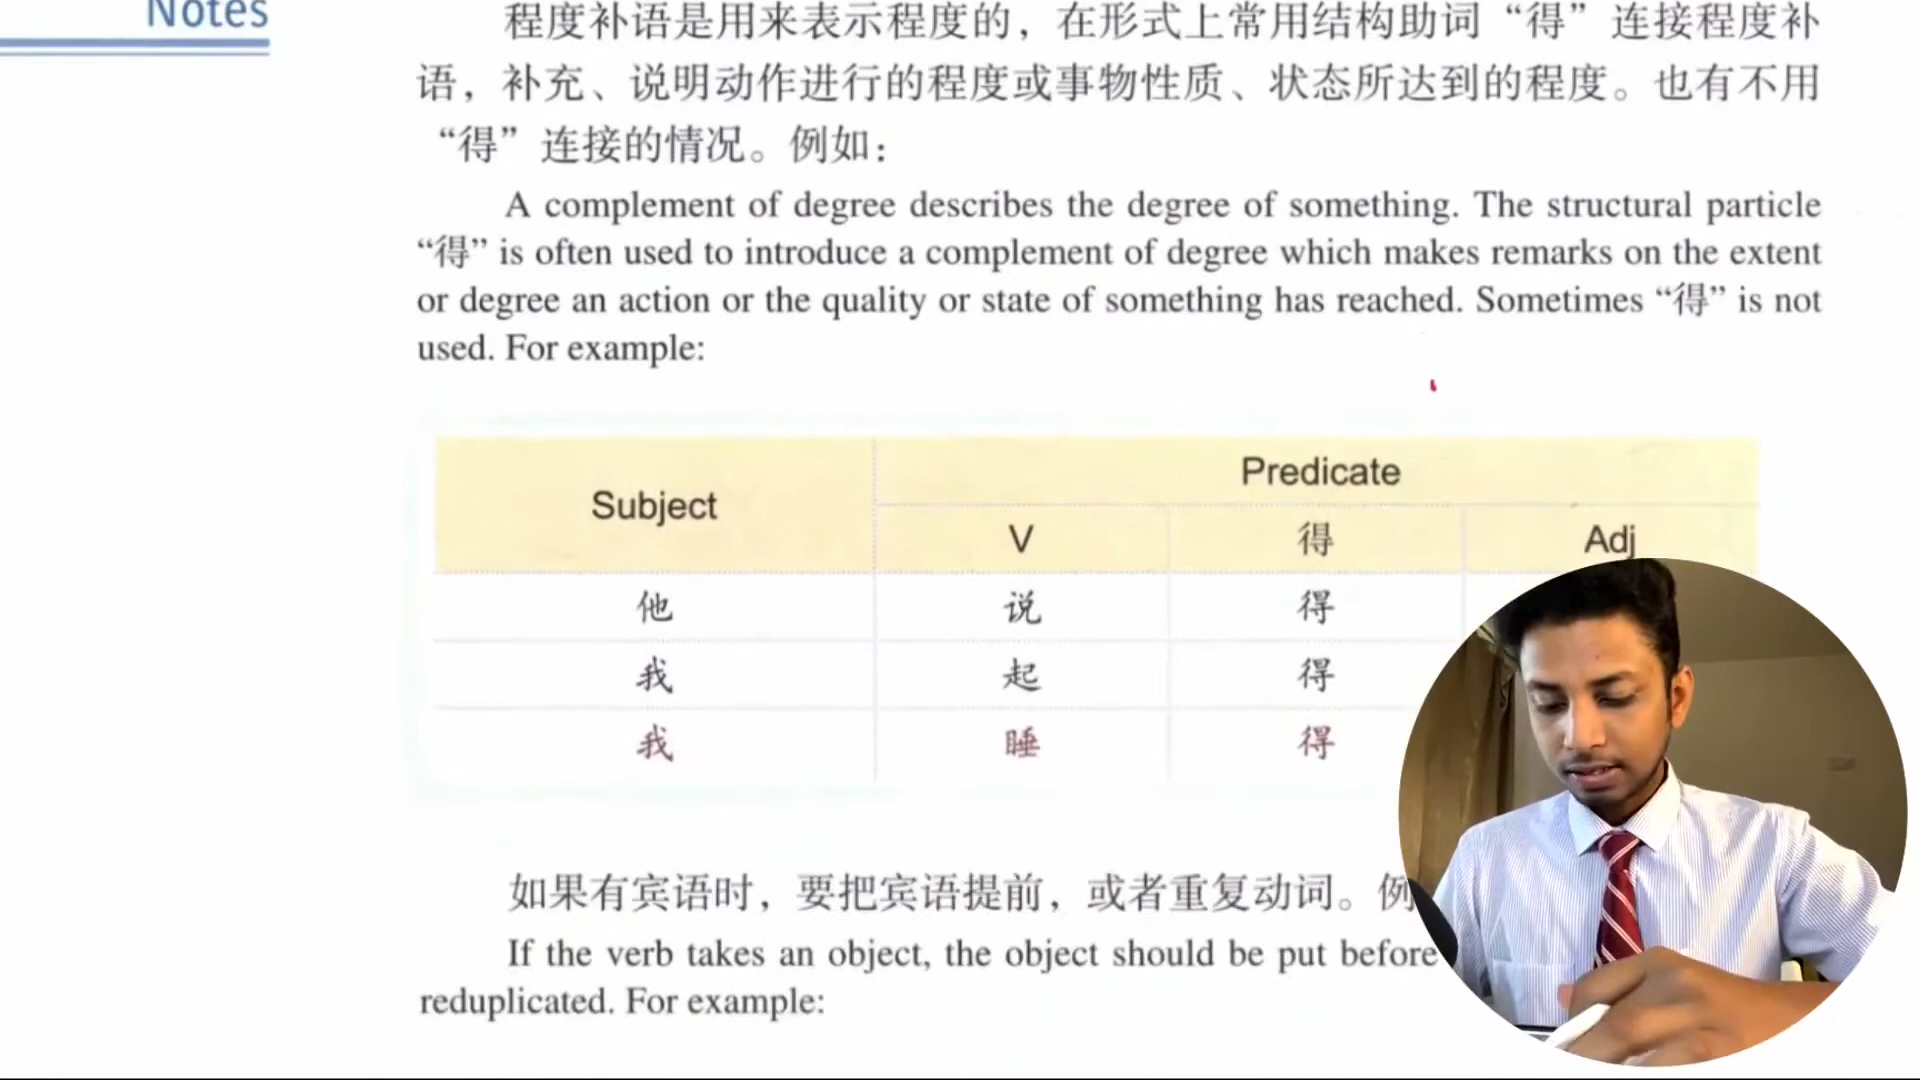 Notes
程度补语是用来表示程度的，在形式上常用结构助词“得”连接程度补
语，补充、说明动作进行的程度或事物性质、状态所达到的程度。也有不用
“得”连接的情况。例如：
A complement of degree describes the degree of something. The structural particle
“得” is often used to introduce a complement of degree which makes remarks on the extent
or degree an action or the quality or state of something has reached. Sometimes “得” is not
used. For example:
Subject
Predicate
V 得 Adj
他 说 得
我 起 得
我 睡 得
如果有宾语时，要把宾语提前，或者重复动词。例
If the verb takes an object, the object should be put before
reduplicated. For example: